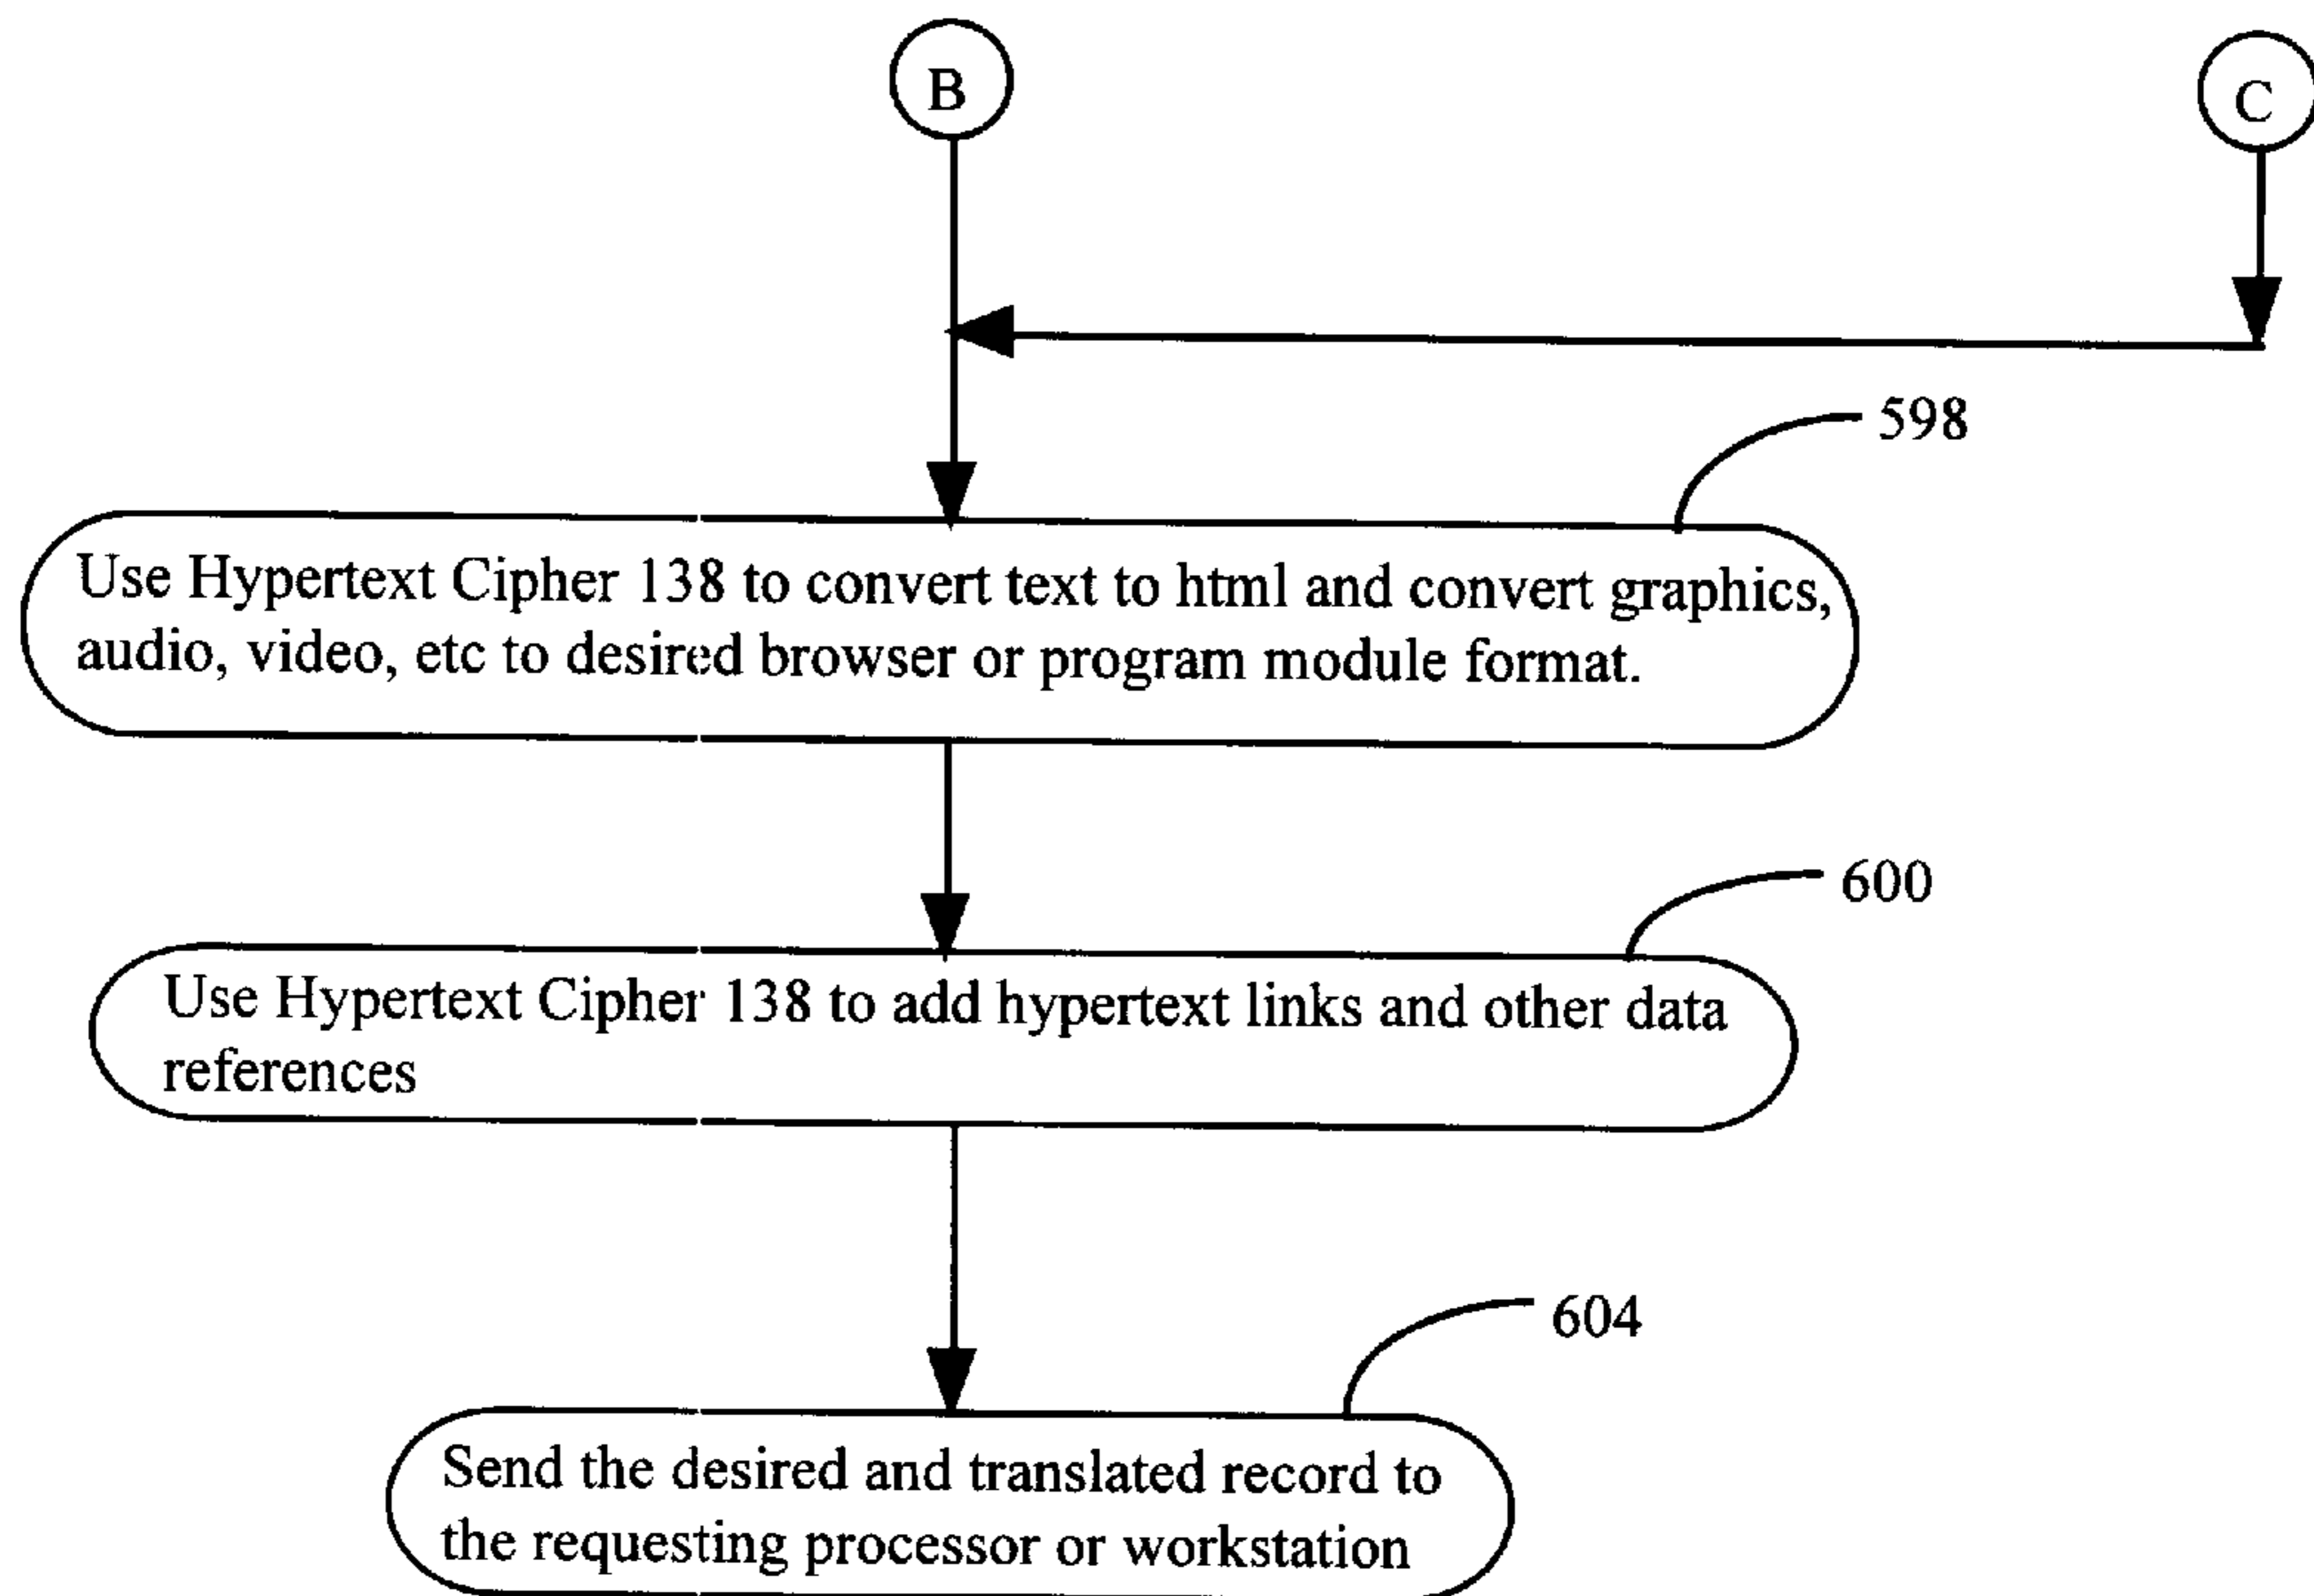 B
C
598
Use Hypertext Cipher 138 to convert text to html and convert graphics,
audio, video, etc to desired browser or program module format.
600
Use Hypertext Cipher 138 to add hypertext links and other data
references
604
Send the desired and translated record to
the requesting processor or workstation